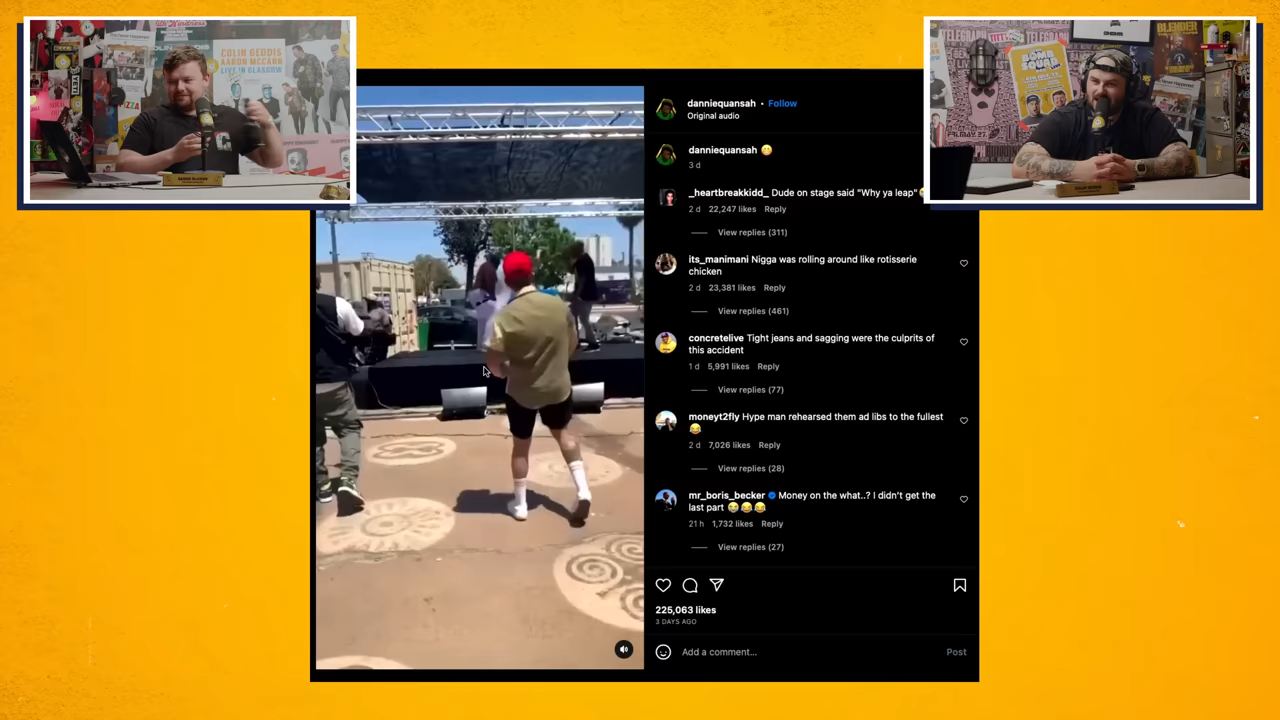 COLIN GEDDIS
AARON McCANN
LIVE IN GLASGOW
PIZZA
TELEGRAPH
BOMB
SQUAD
BLENDER
danniequansah • Follow
Original audio
danniequansah 😁
3 d
_heartbreakkidd_ Dude on stage said "Why ya leap"
2 d 22,247 likes Reply
View replies (311)
its_manimani Nigga was rolling around like rotisserie
chicken
2 d 23,381 likes Reply
View replies (461)
concretelive Tight jeans and sagging were the culprits of
this accident
1 d 5,991 likes Reply
View replies (77)
moneyt2fly Hype man rehearsed them ad libs to the fullest
😂
2 d 7,026 likes Reply
View replies (28)
mr_boris_becker Money on the what..? I didn't get the
last part 😭😂😂
21 h 1,732 likes Reply
View replies (27)
225,063 likes
3 DAYS AGO
Add a comment...
Post